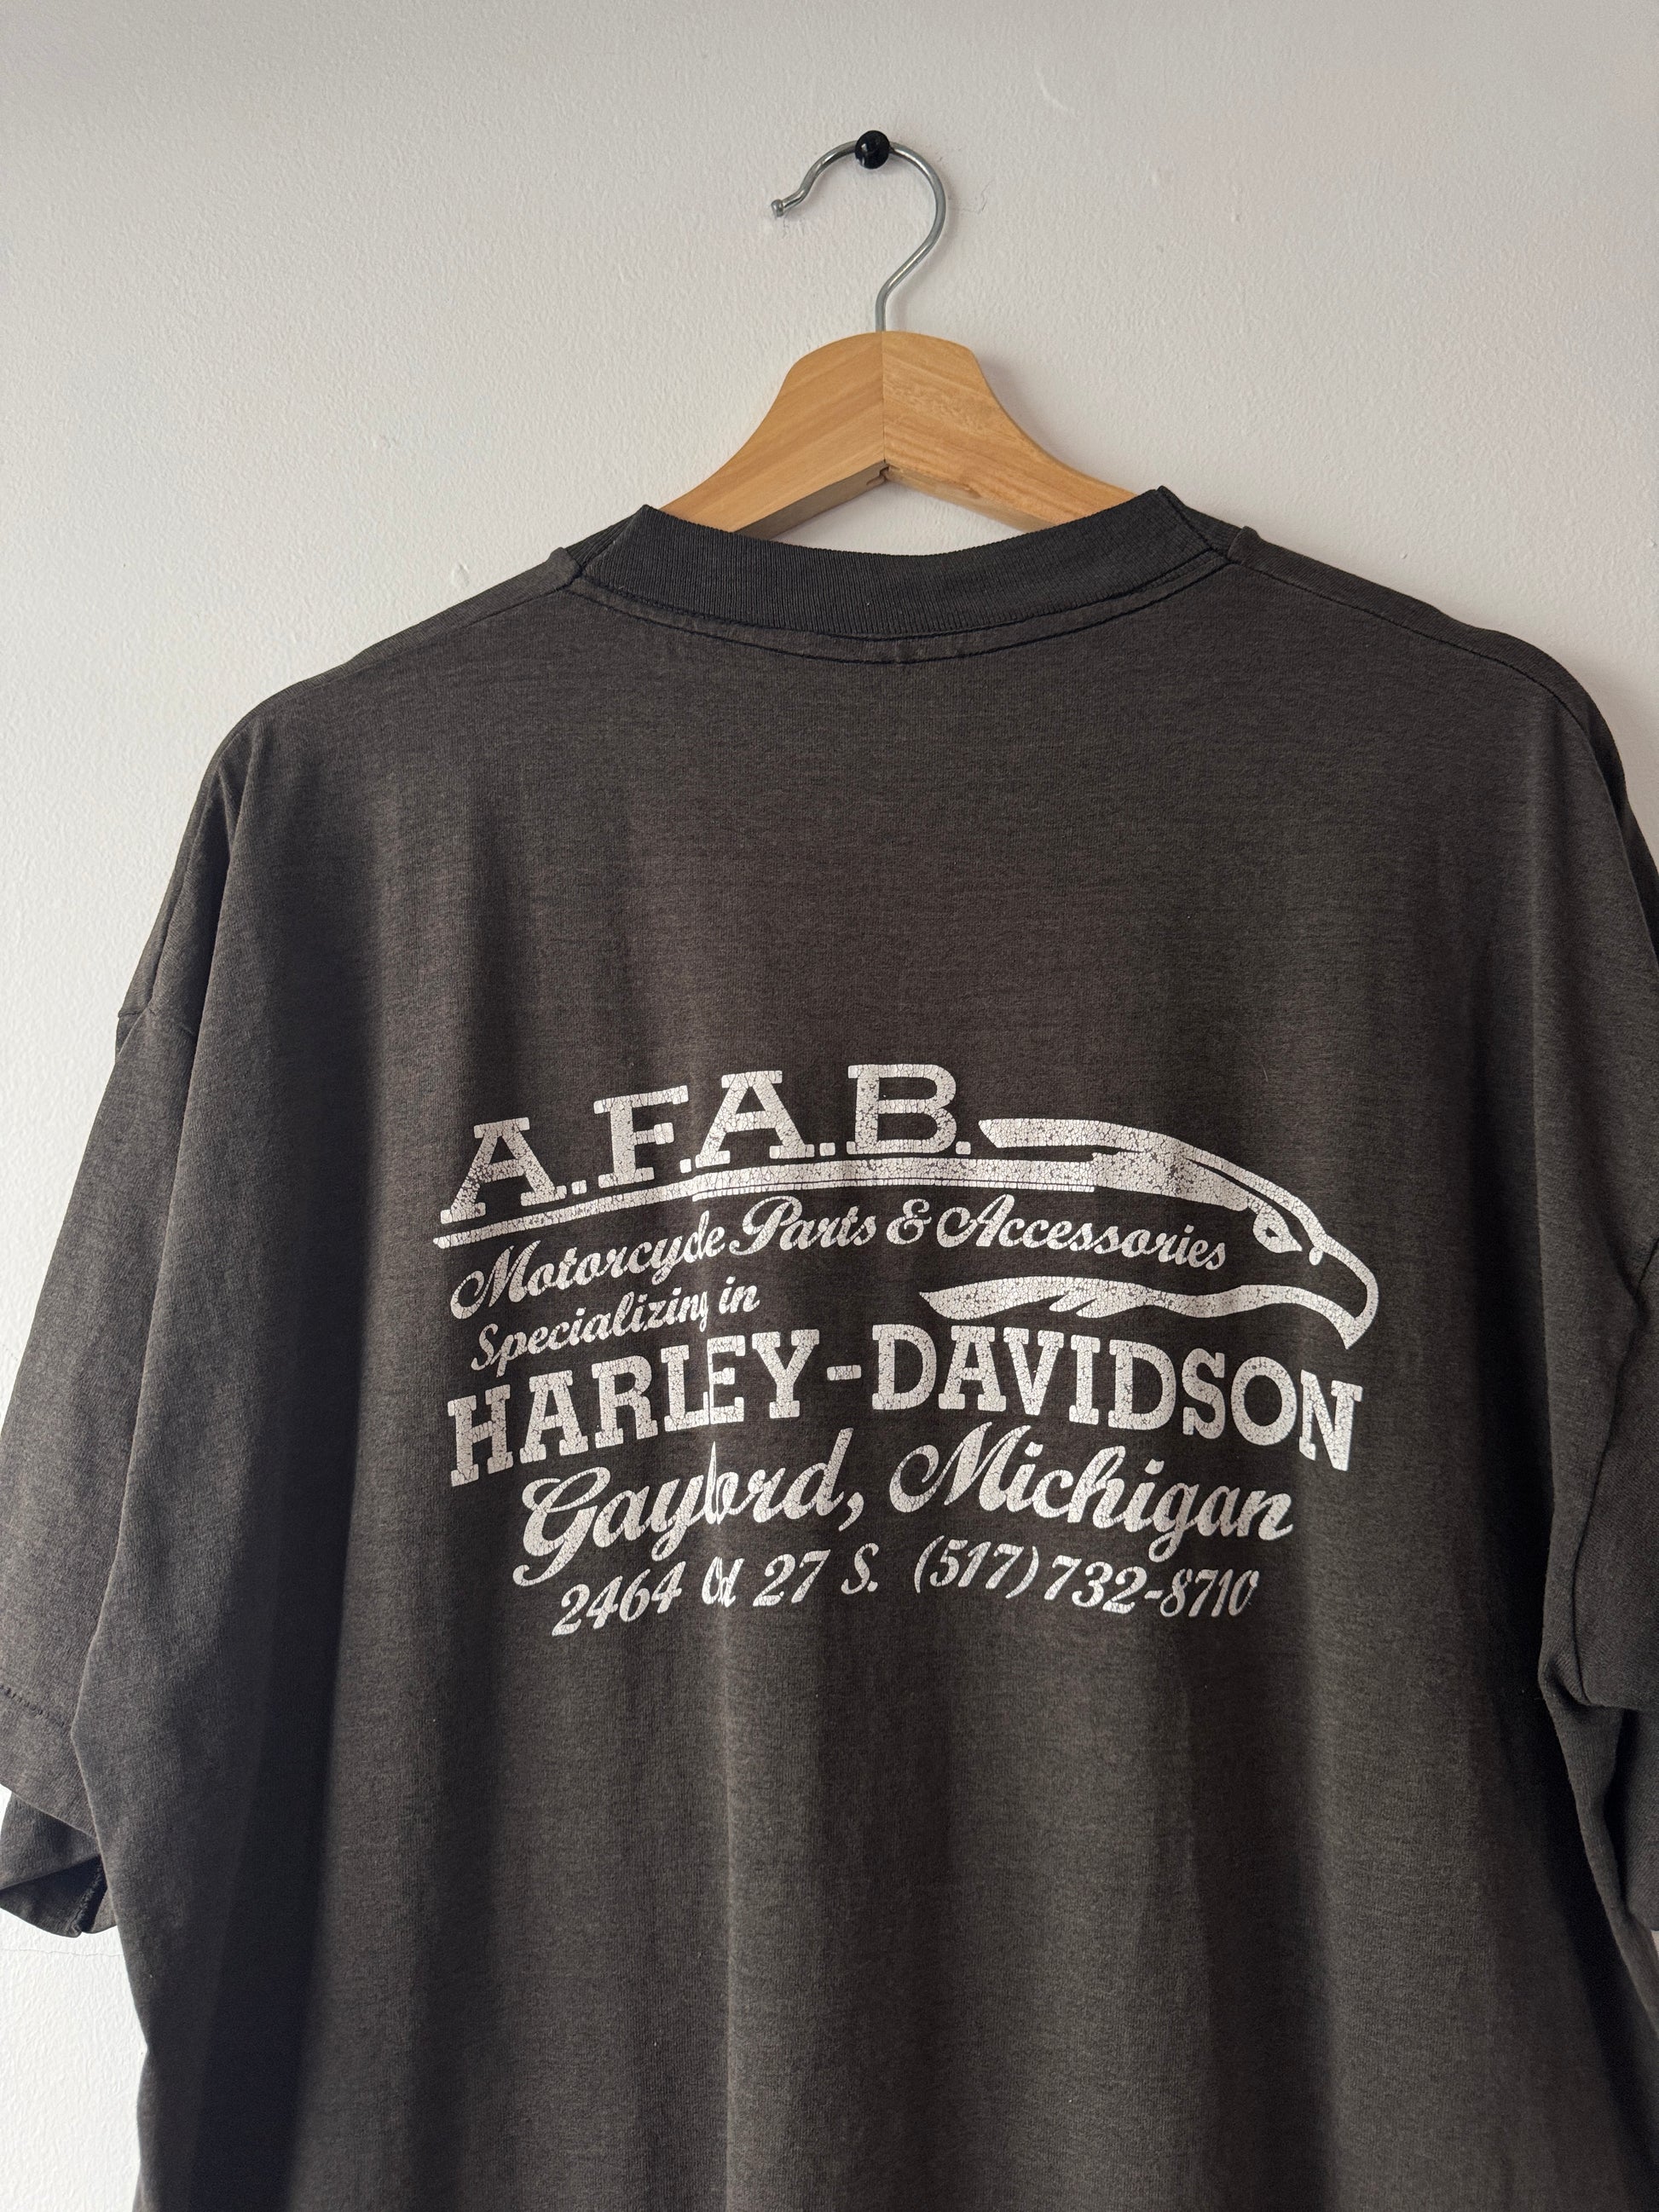 A.F.A.B.
Motorcycle Parts & Accessories
Specializing in
HARLEY-DAVIDSON
Gaylord, Michigan
2464 Old 27 S. (517) 732-8710